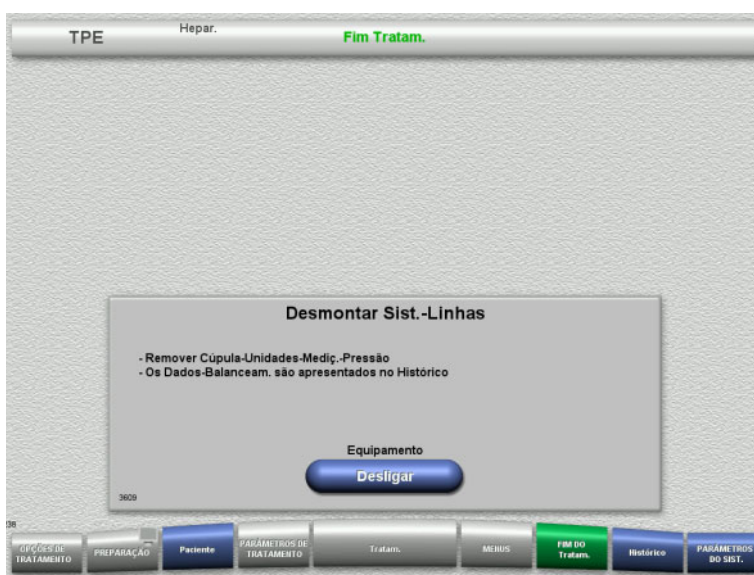 TPE
Hepar.
Fim Tratam.
Desmontar Sist.-Linhas
- Remover Cúpula-Unidades-Mediç.-Pressão
- Os Dados-Balanceam. são apresentados no Histórico
Equipamento
Desligar
3609
238
OPÇÕES DE
TRATAMENTO
PREPARAÇÃO
Paciente
PARÂMETROS DE
TRATAMENTO
Tratam.
MENUS
FIM DO
Tratam.
Histórico
PARÂMETROS
DO SIST.